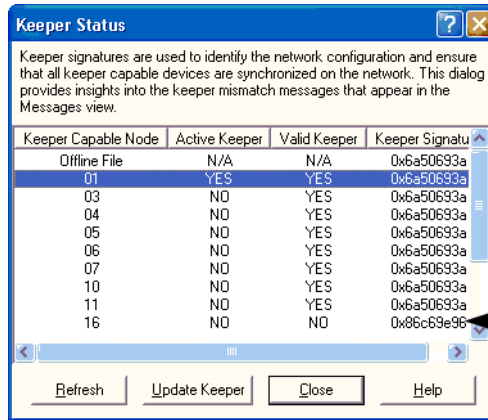 Keeper Status
Keeper signatures are used to identify the network configuration and ensure
that all keeper capable devices are synchronized on the network. This dialog
provides insights into the keeper mismatch messages that appear in the
Messages view.
Keeper Capable Node Active Keeper Valid Keeper Keeper Signatu
Offline File N/A N/A 0x6a50693a
01 YES YES 0x6a50693a
03 NO YES 0x6a50693a
04 NO YES 0x6a50693a
05 NO YES 0x6a50693a
06 NO YES 0x6a50693a
07 NO YES 0x6a50693a
10 NO YES 0x6a50693a
11 NO YES 0x6a50693a
16 NO NO 0x86c69e96
Refresh Update Keeper Close Help